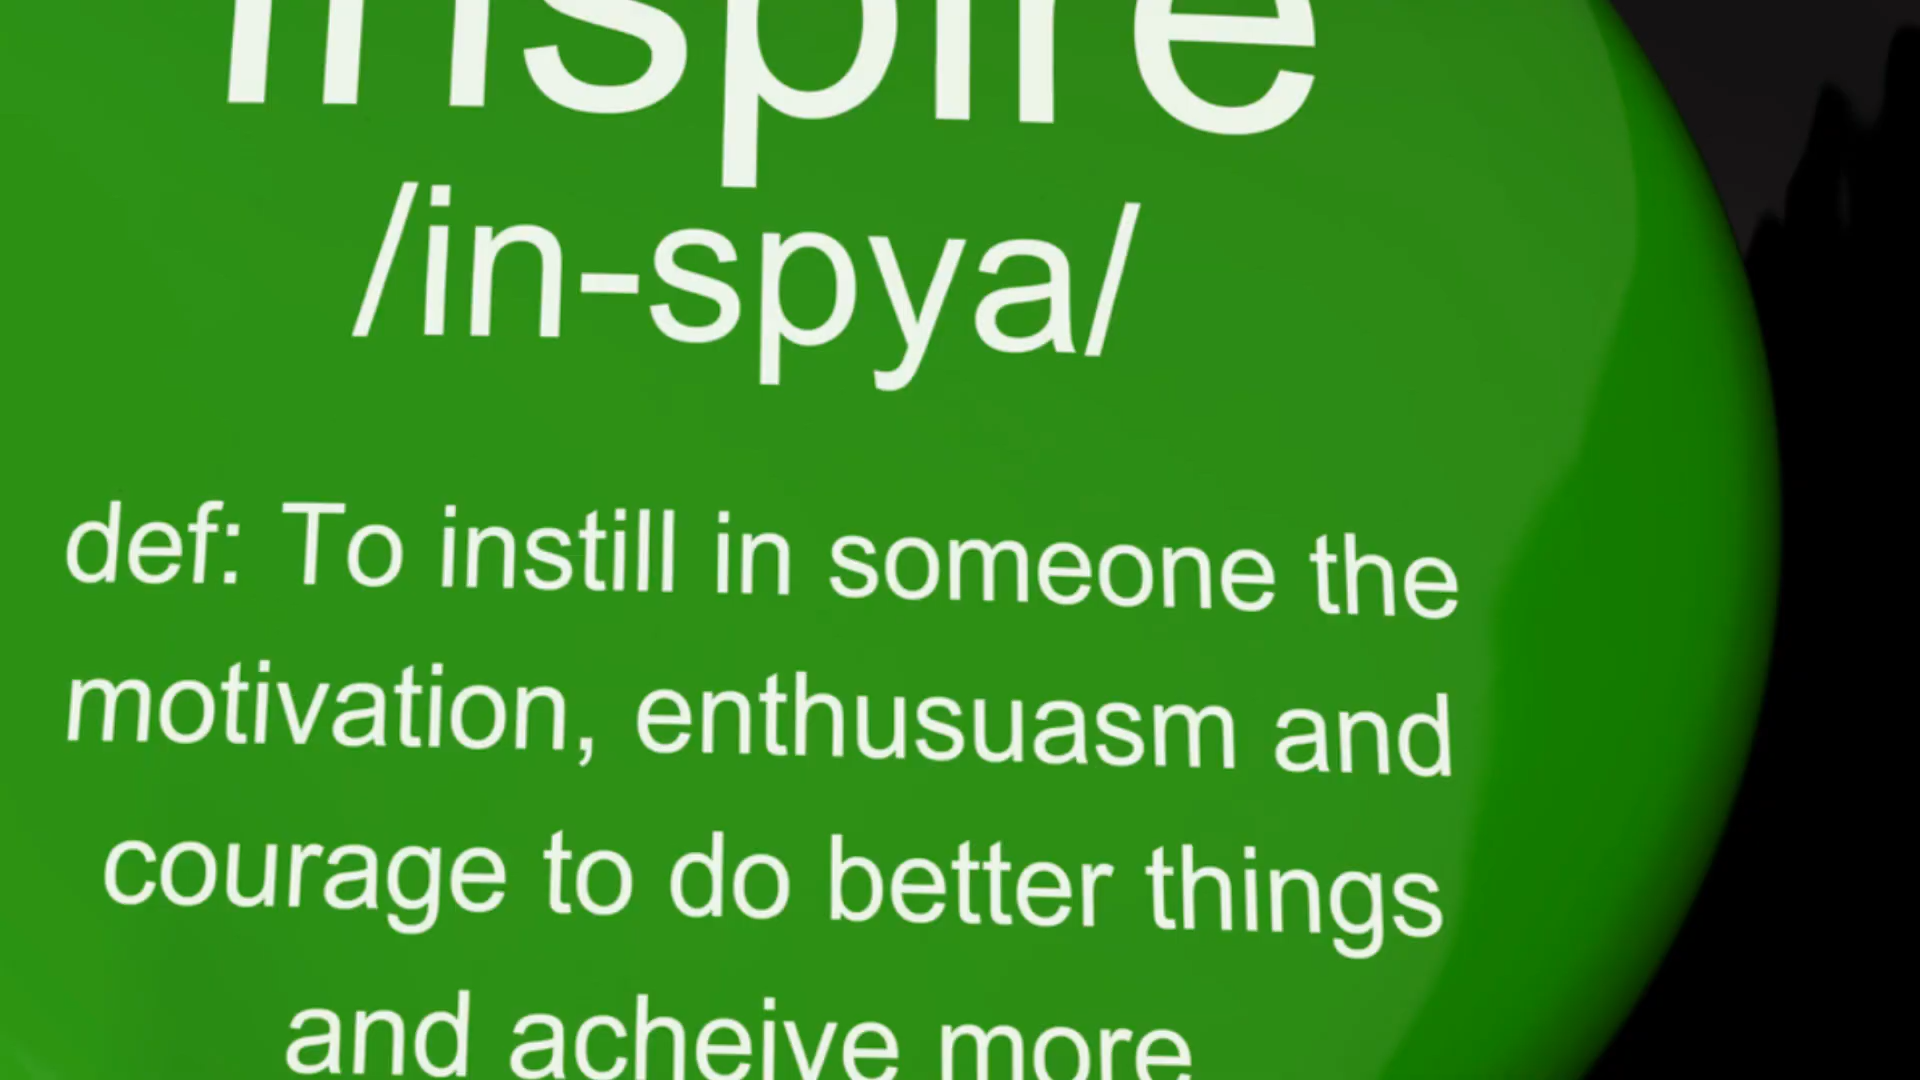 inspire
/in-spya/
def: To instill in someone the
motivation, enthusuasm and
courage to do better things
and acheive more